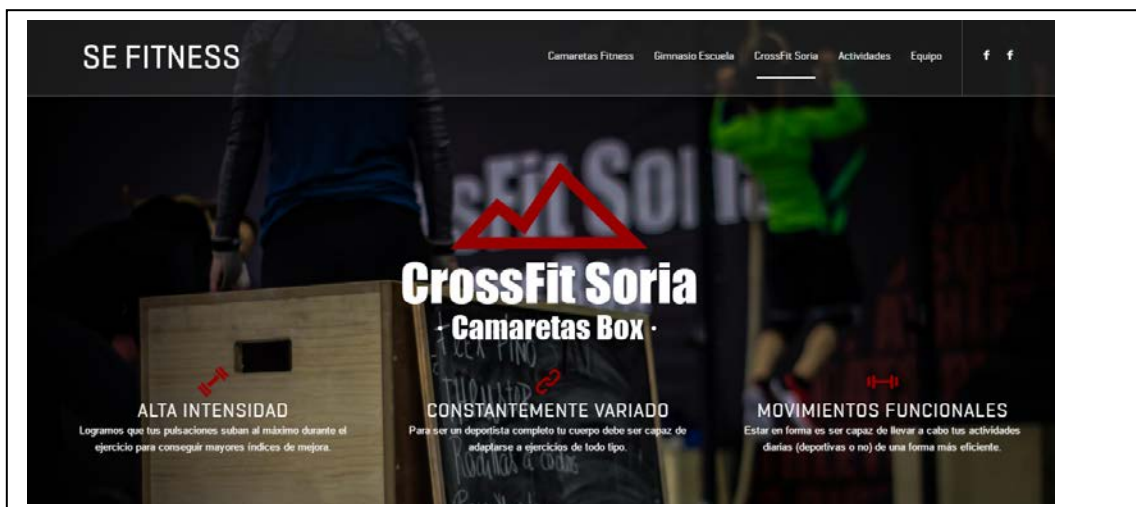 SE FITNESS
Camaretas Fitness Gimnasio Escuela CrossFit Soria Actividades Equipo f f
CrossFit Soria
· Camaretas Box ·
ALTA INTENSIDAD
Logramos que tus pulsaciones suban al máximo durante el
ejercicio para conseguir mayores índices de mejora.
CONSTANTEMENTE VARIADO
Para ser un deportista completo tu cuerpo debe ser capaz de
adaptarse a ejercicios de todo tipo.
MOVIMIENTOS FUNCIONALES
Estar en forma es ser capaz de llevar a cabo tus actividades
diarias (deportivas o no) de una forma más eficiente.